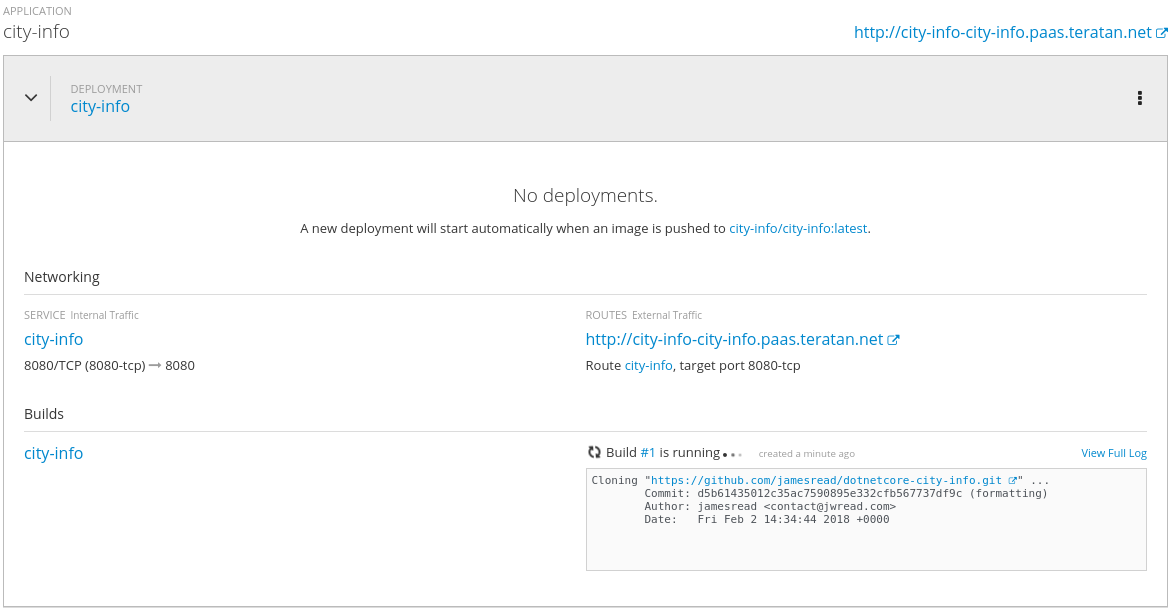 APPLICATION
city-info
http://city-info-city-info.paas.teratan.net
DEPLOYMENT
city-info
No deployments.
A new deployment will start automatically when an image is pushed to city-info/city-info:latest.
Networking
SERVICE Internal Traffic
city-info
8080/TCP (8080-tcp) → 8080
ROUTES External Traffic
http://city-info-city-info.paas.teratan.net
Route city-info, target port 8080-tcp
Builds
city-info
Build #1 is running... created a minute ago View Full Log
Cloning "https://github.com/jamesread/dotnetcore-city-info.git" ...
Commit: d5b61435012c35ac7590895e332cfb567737df9c (formatting)
Author: jamesread <contact@jwread.com>
Date: Fri Feb 2 14:34:44 2018 +0000